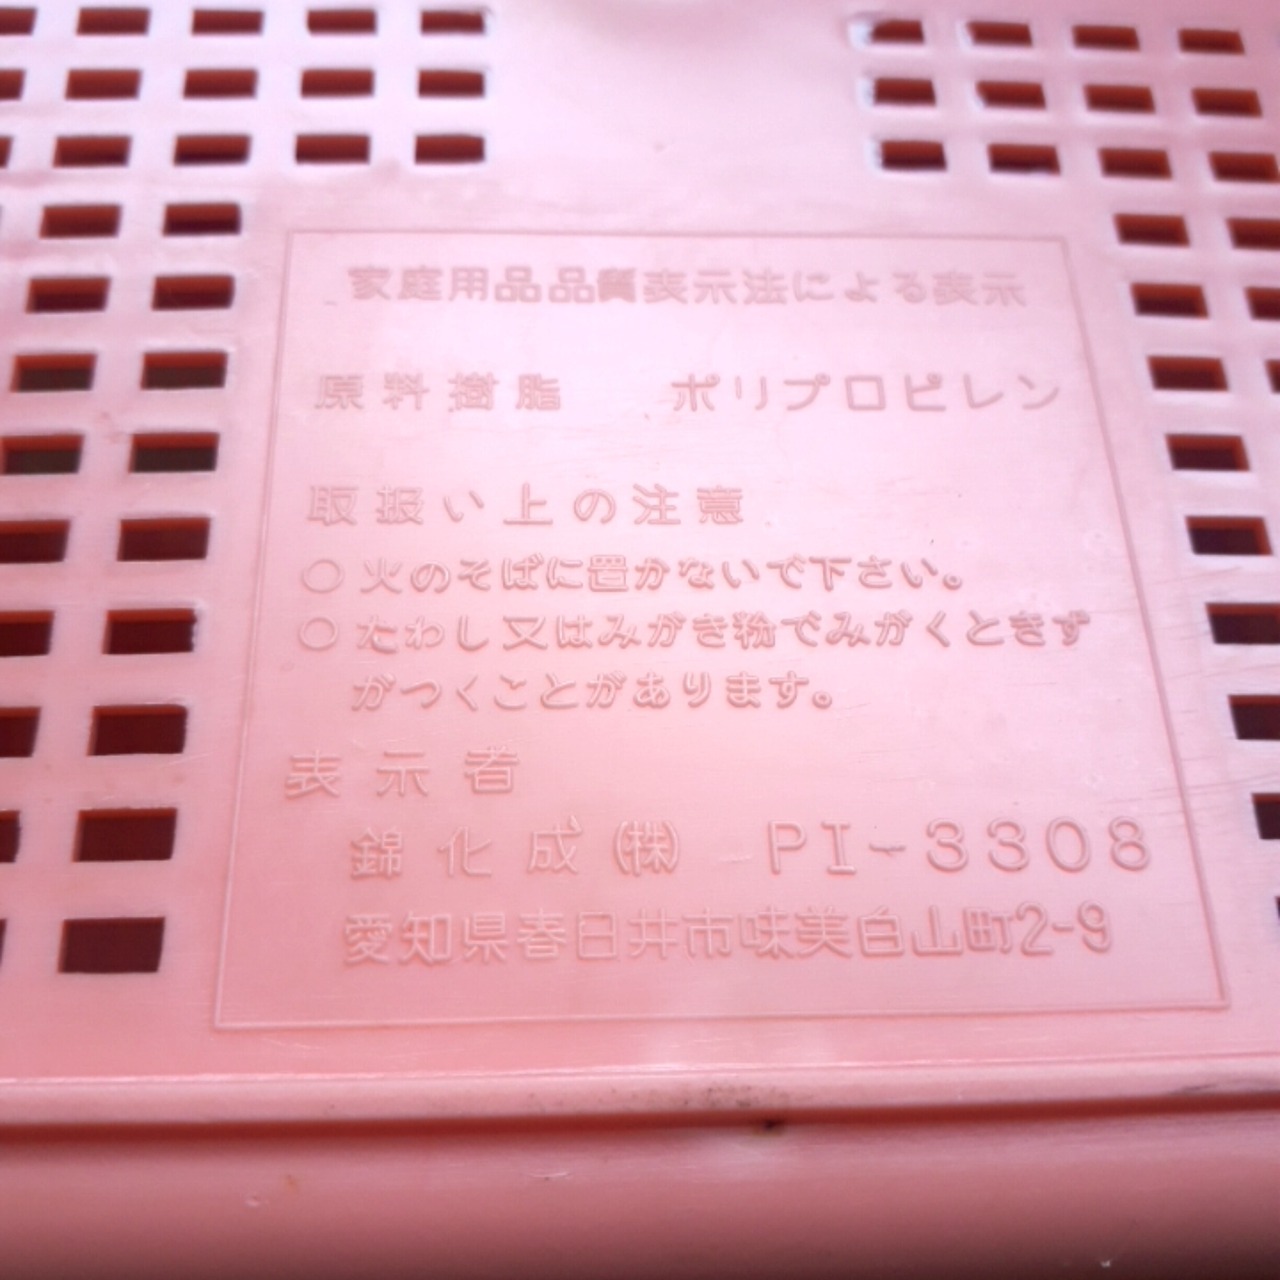 家庭用品品質表示法による表示
原料樹脂 ポリプロピレン
取扱い上の注意
○火のそばに置かないで下さい。
○たわし又はみがき粉でみがくときず
がつくことがあります。
表示者
錦化成(株) PI-3308
愛知県春日井市味美白山町2-9